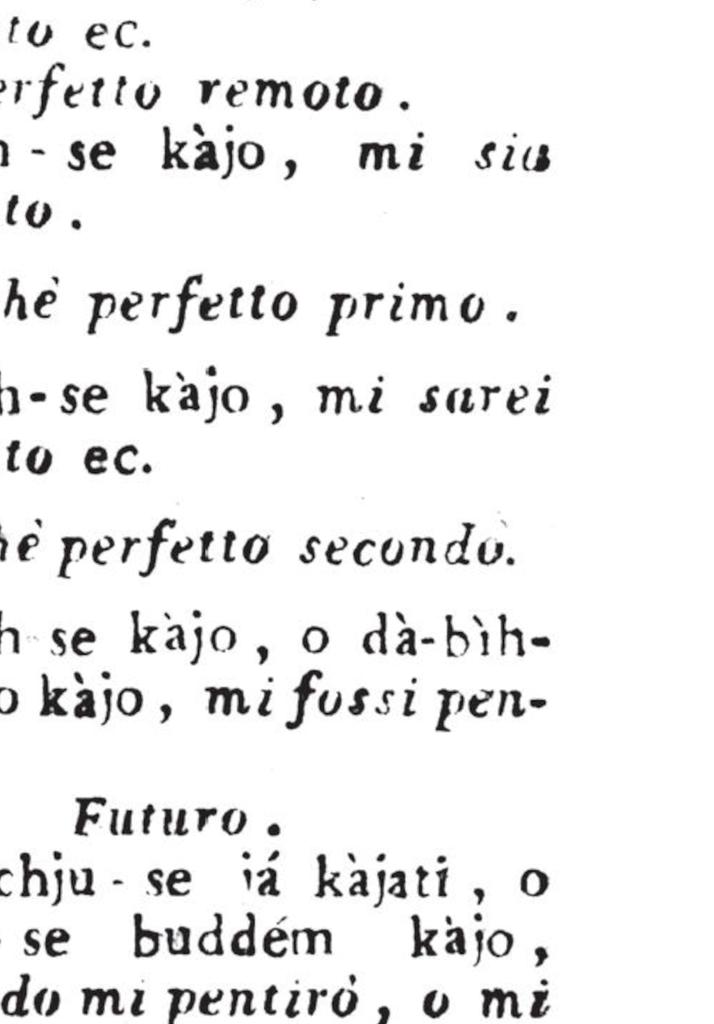 to ec.
erfetto remoto.
- se kàjo, mi sia
to.
hè perfetto primo.
h-se kàjo, mi sarei
to ec.
hè perfetto secondo.
h-se kàjo, o dà-bìh-
o kàjo, mi fossi pen-
Futuro.
chju-se iá kàjati, o
se buddém kàjo,
do mi pentirò, o mi